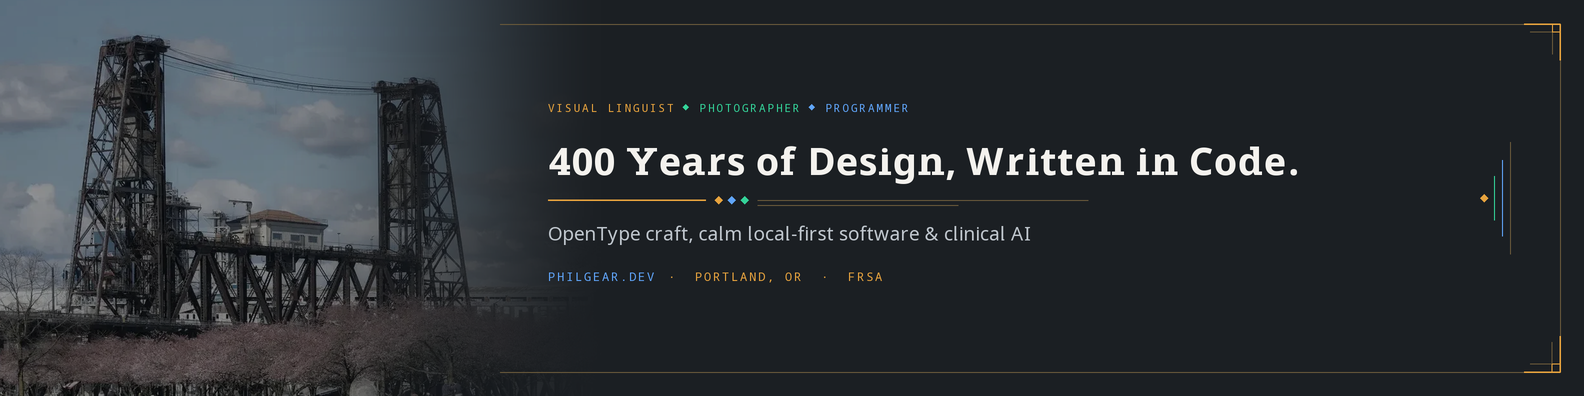 VISUAL LINGUIST ◆ PHOTOGRAPHER ◆ PROGRAMMER
400 Years of Design, Written in Code.
OpenType craft, calm local-first software & clinical AI
PHILGEAR.DEV · PORTLAND, OR · FRSA